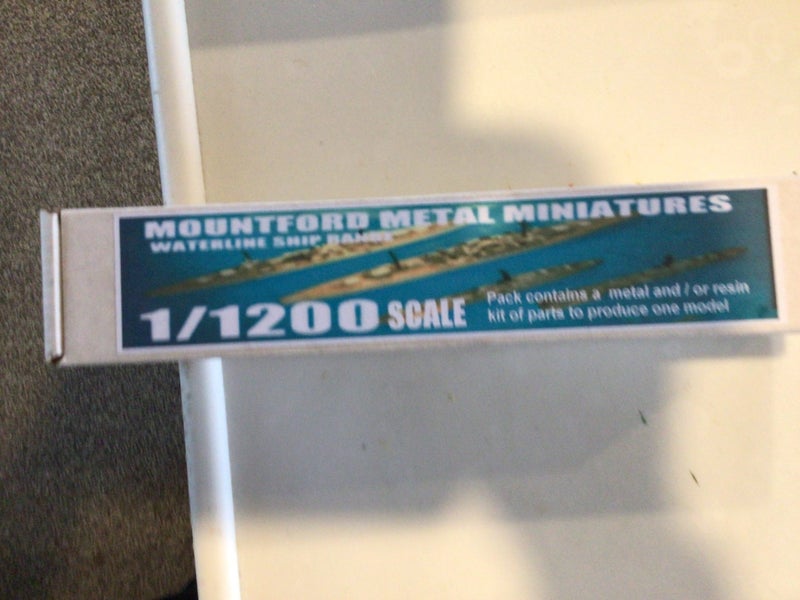 MOUNTFORD METAL MINIATURES
WATERLINE SHIP RANGE
1/1200 SCALE
Pack contains a metal and / or resin
kit of parts to produce one model